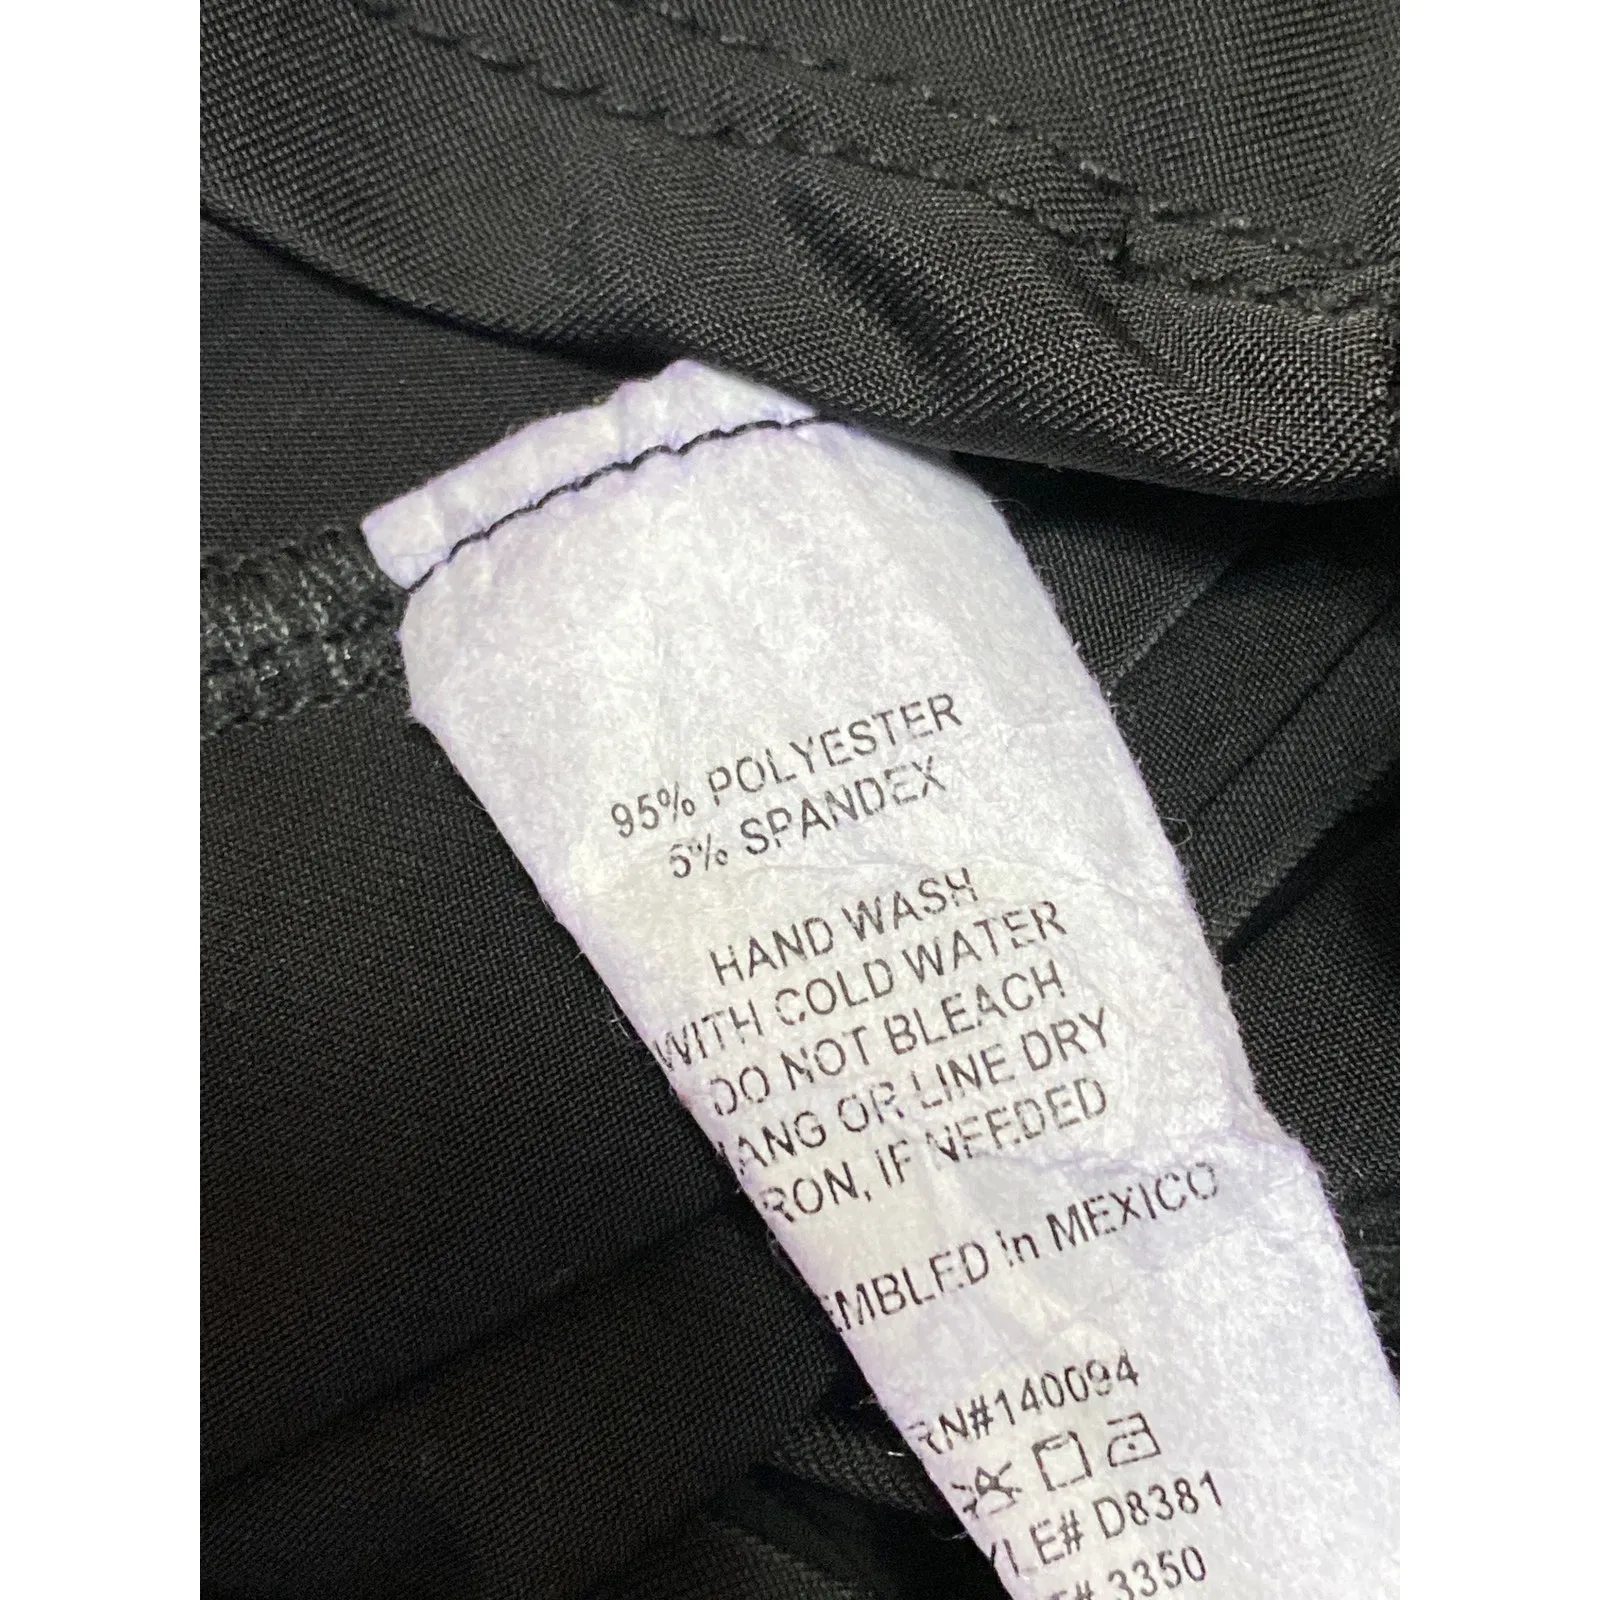 95% POLYESTER
5% SPANDEX
HAND WASH
WITH COLD WATER
DO NOT BLEACH
HANG OR LINE DRY
IRON, IF NEEDED
EMBLED in MEXICO
RN#140094
YLE# D8381
# 3350